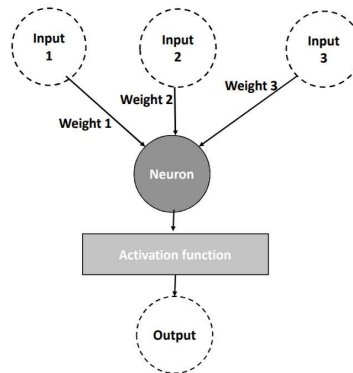 Input
1
Input
2
Input
3
Weight 1
Weight 2
Weight 3
Neuron
Activation function
Output